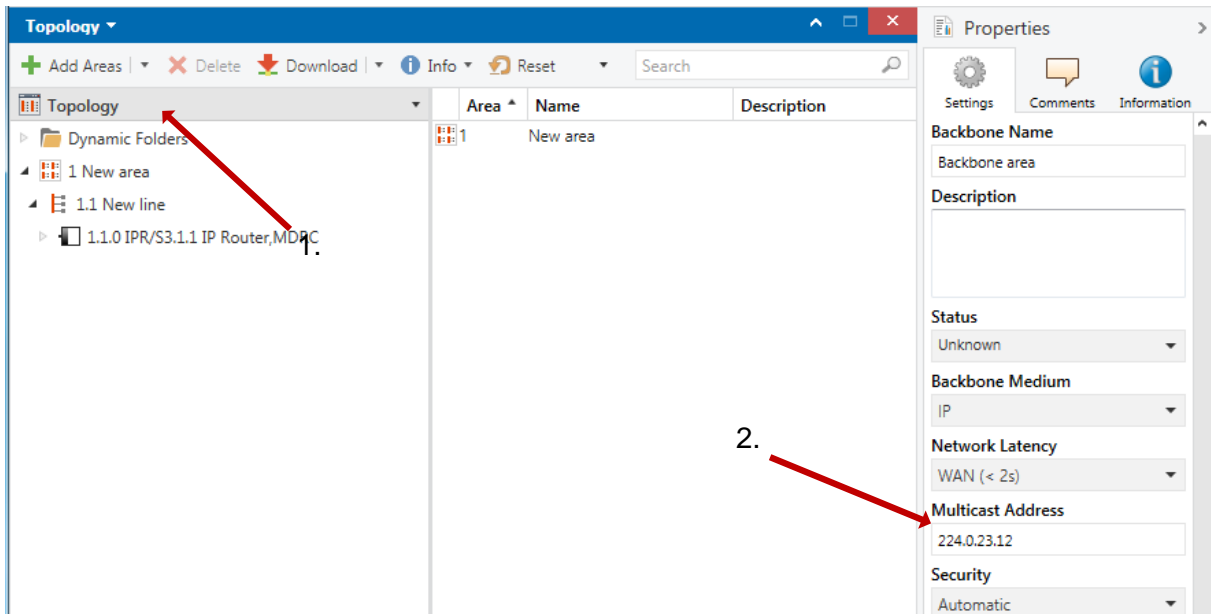 Topology
Add Areas
Delete
Download
Info
Reset
Search
Topology
Dynamic Folders
1 New area
1.1 New line
1.1.0 IPR/S3.1.1 IP Router,MDRC
1.
Area
Name
Description
1
New area
2.
Properties
Settings
Comments
Information
Backbone Name
Backbone area
Description
Status
Unknown
Backbone Medium
IP
Network Latency
WAN (< 2s)
Multicast Address
224.0.23.12
Security
Automatic